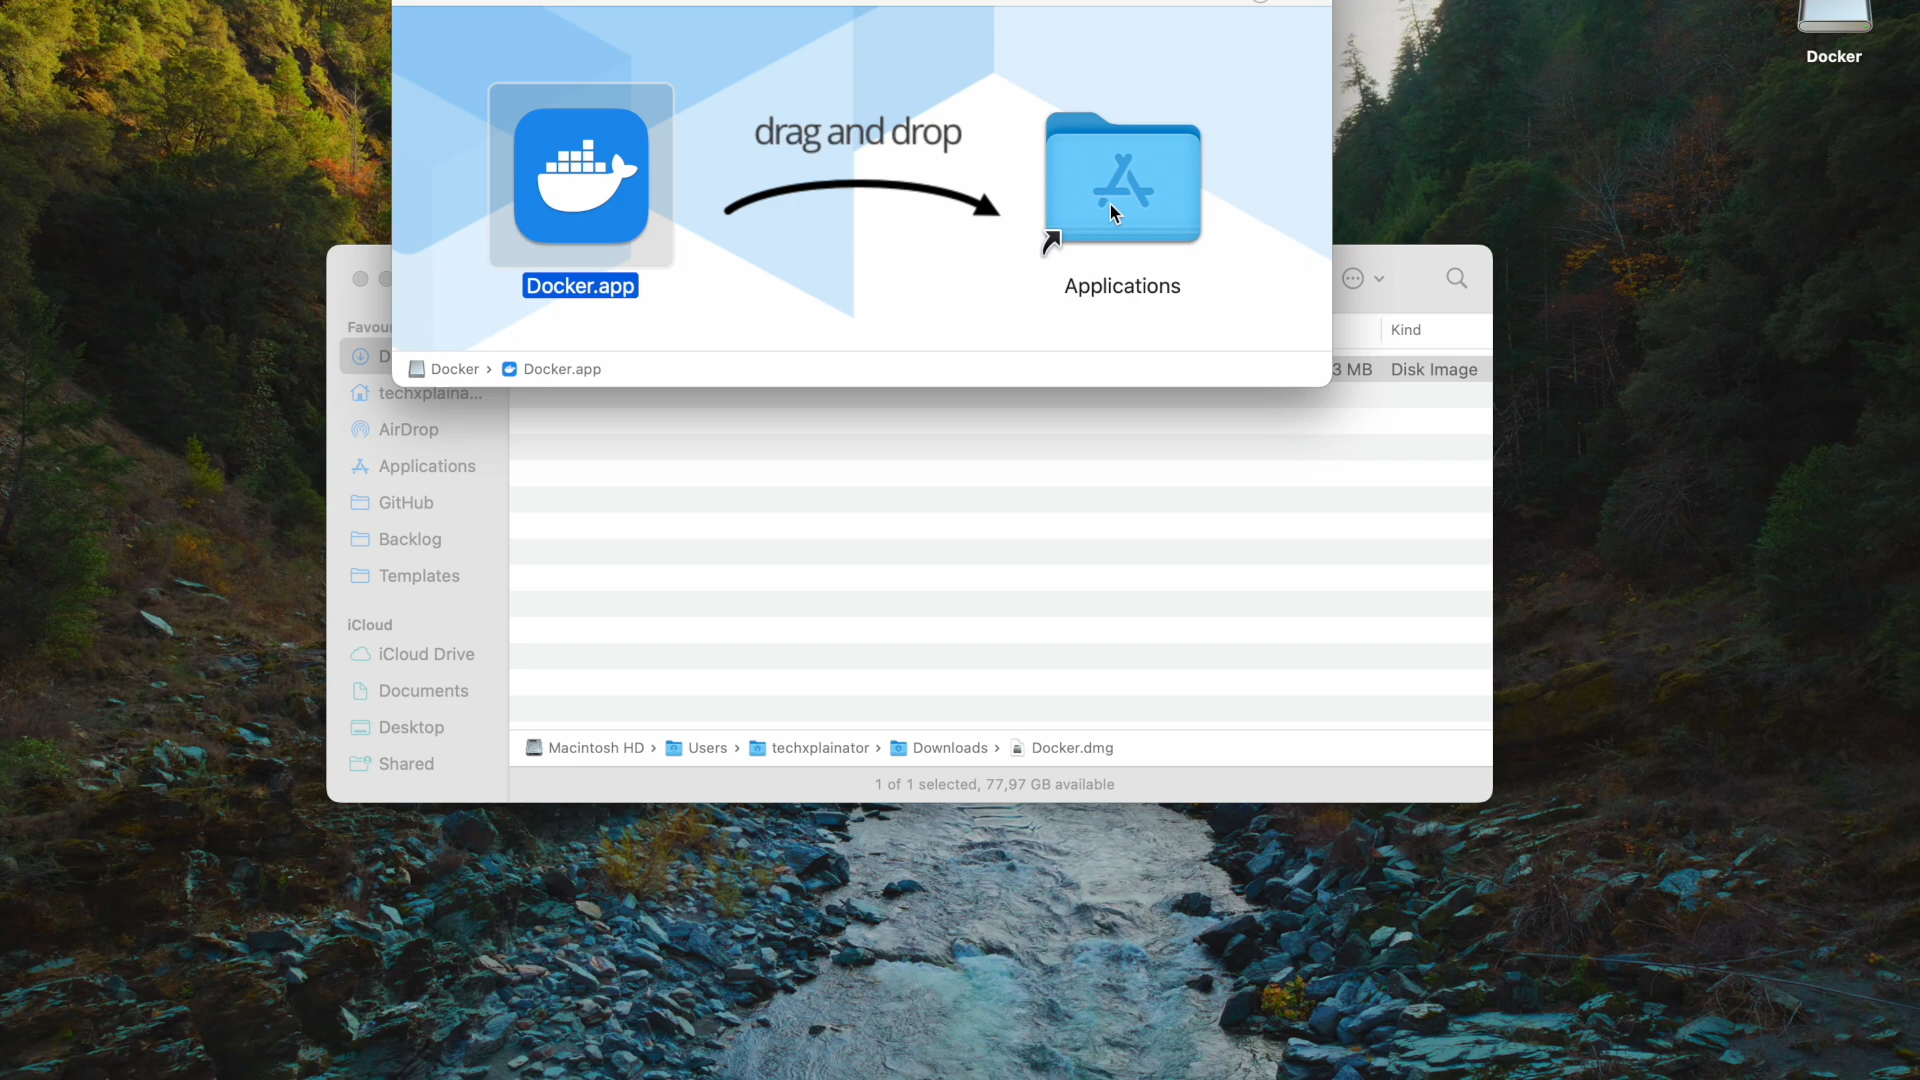 Docker
drag and drop
Docker.app
Applications
Docker › Docker.app
Favou
D
techxplaina...
AirDrop
Applications
GitHub
Backlog
Templates
iCloud
iCloud Drive
Documents
Desktop
Shared
Kind
3 MB Disk Image
Macintosh HD › Users › techxplainator › Downloads › Docker.dmg
1 of 1 selected, 77,97 GB available